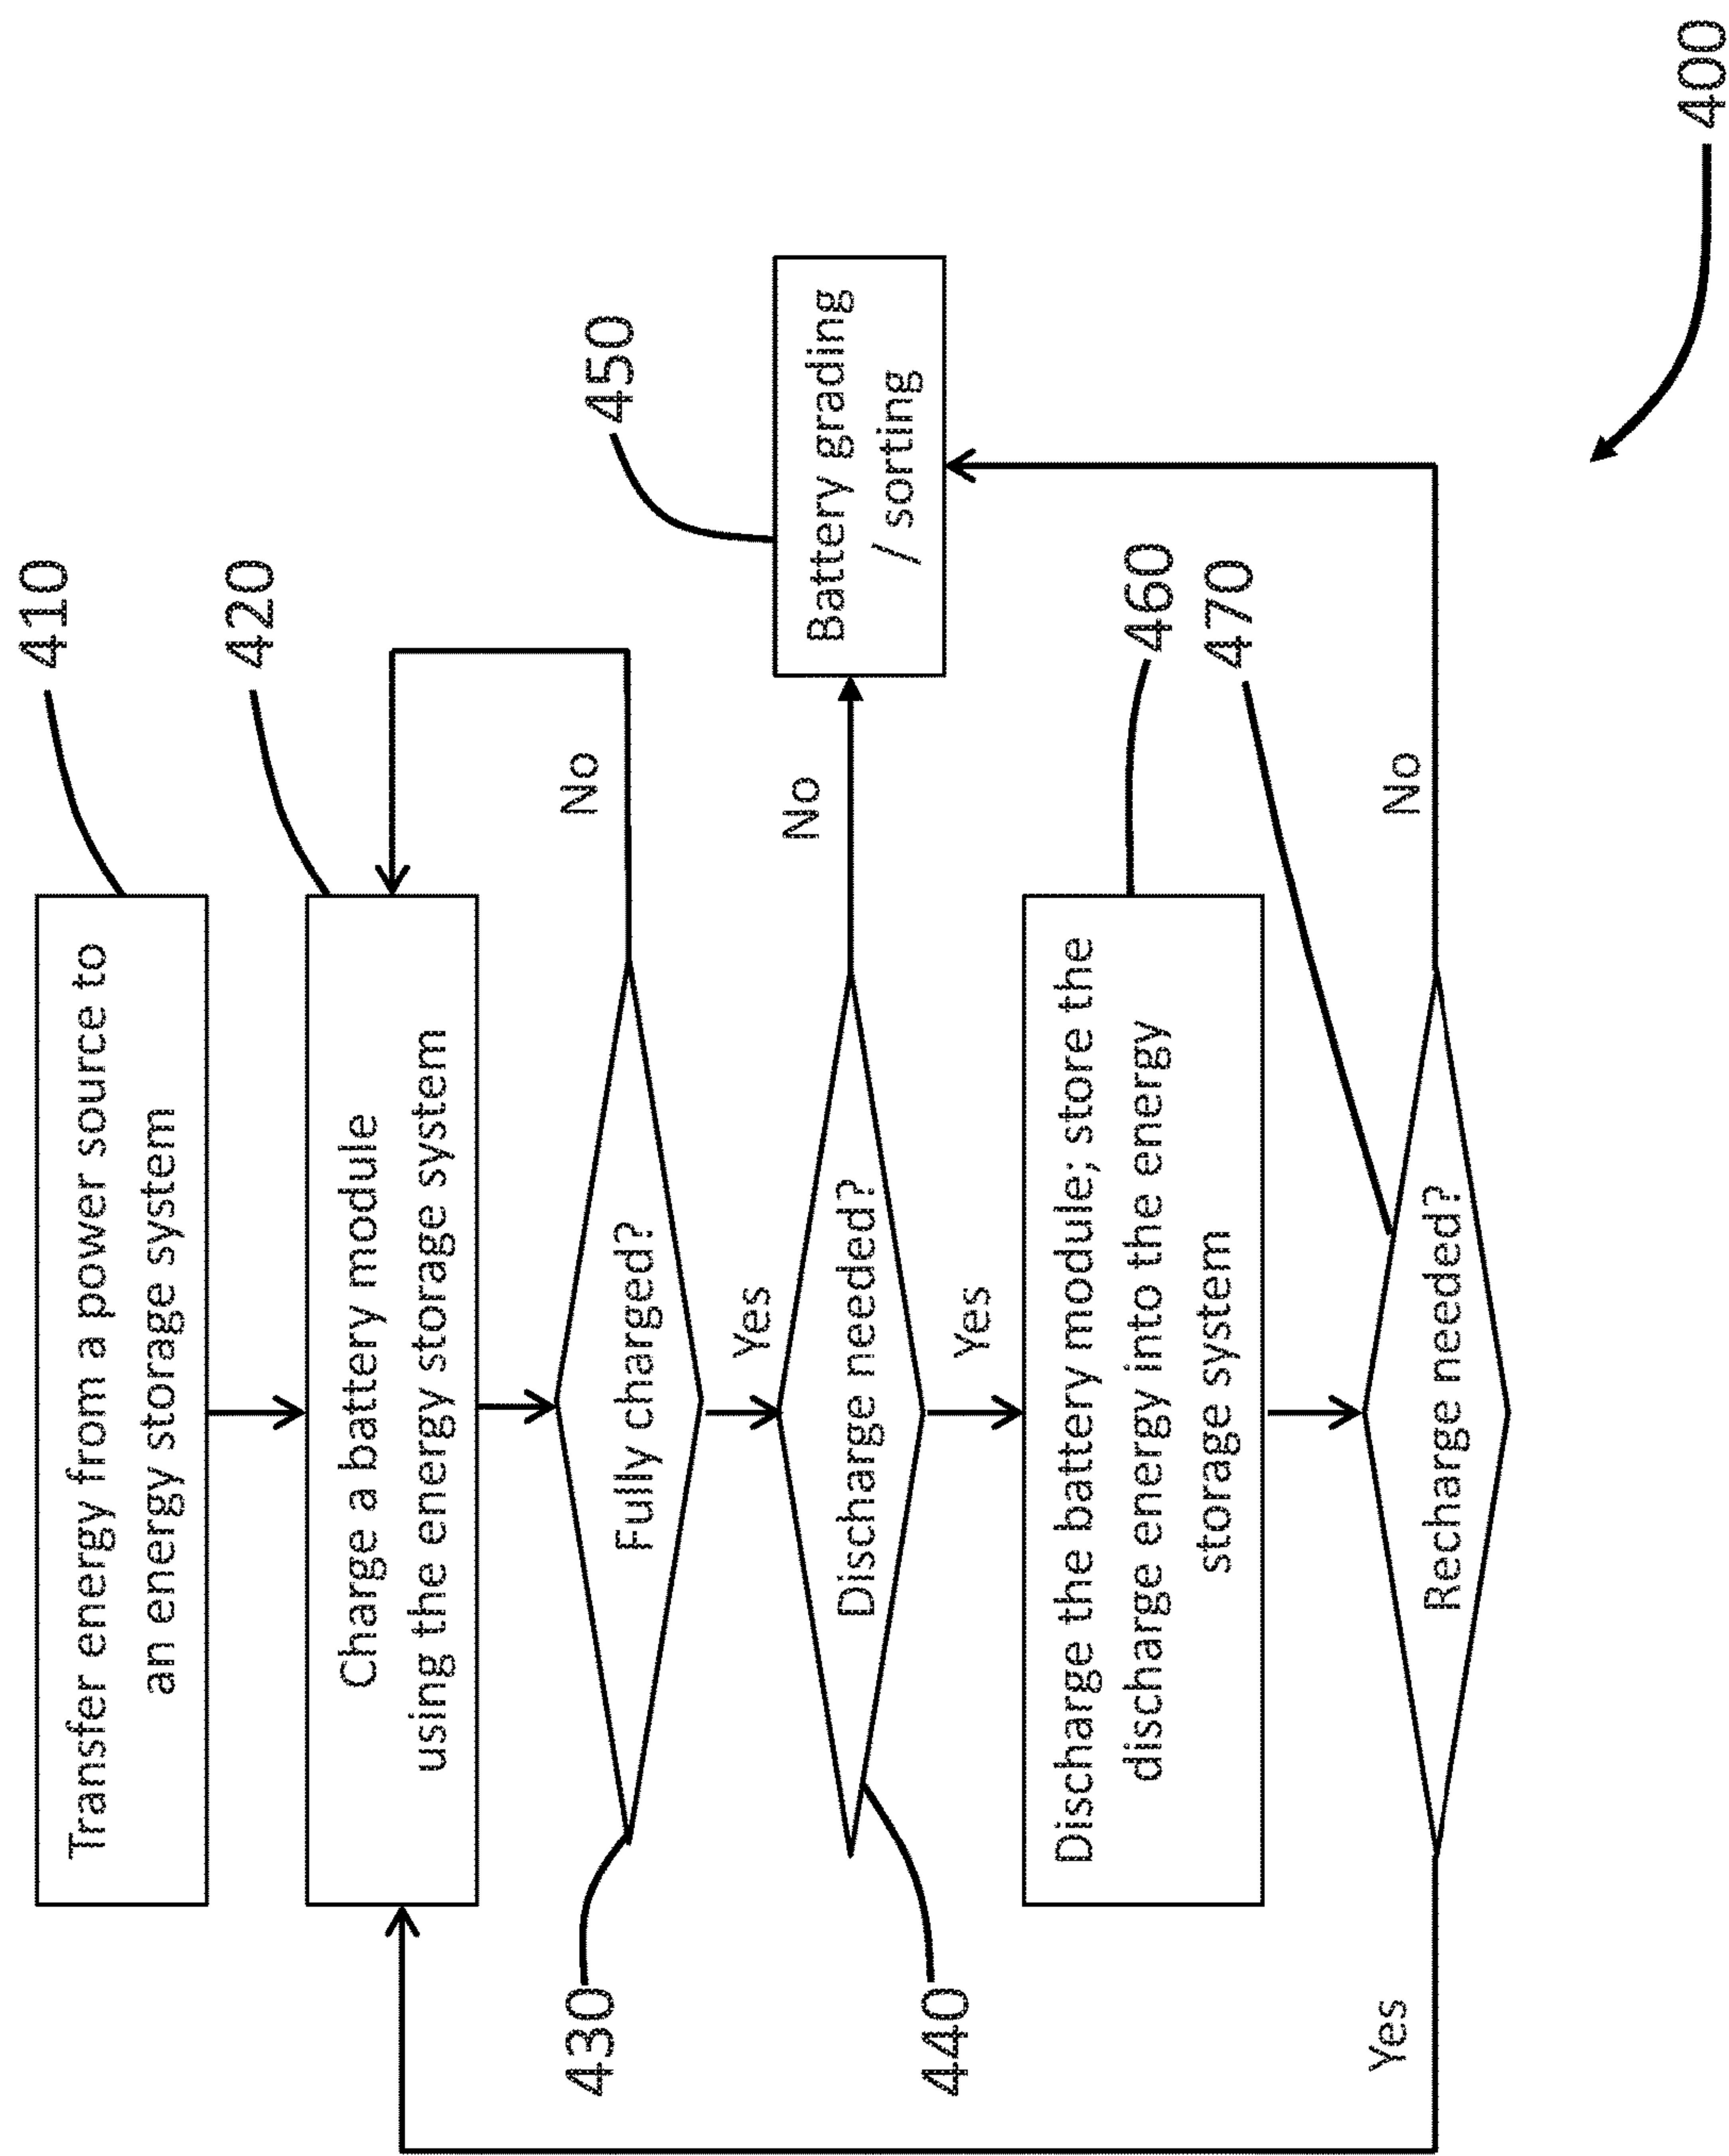 410
Transfer energy from a power source to
an energy storage system
420
Charge a battery module
using the energy storage system
430
Fully charged?
No
Yes
440
Discharge needed?
No
450
Battery grading
/ sorting
Yes
460
Discharge the battery module; store the
discharge energy into the energy
storage system
470
Recharge needed?
Yes
No
400